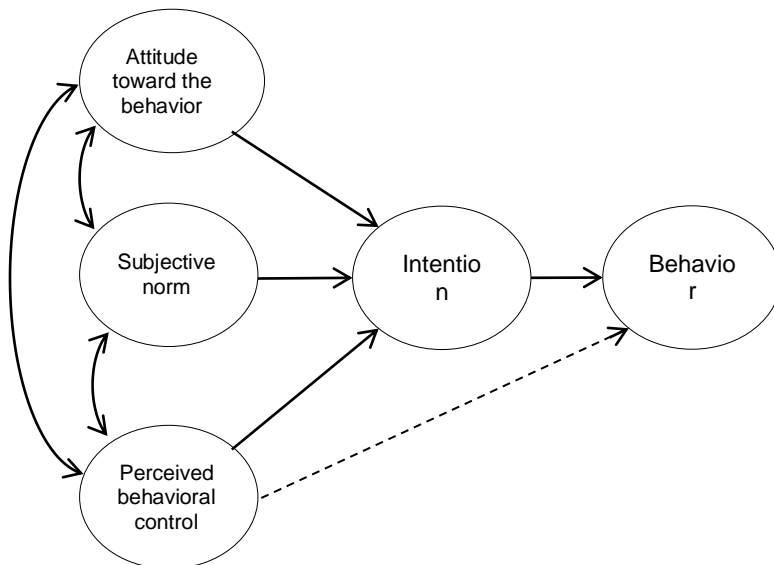 Attitude
toward the
behavior
Subjective
norm
Intentio
n
Behavio
r
Perceived
behavioral
control